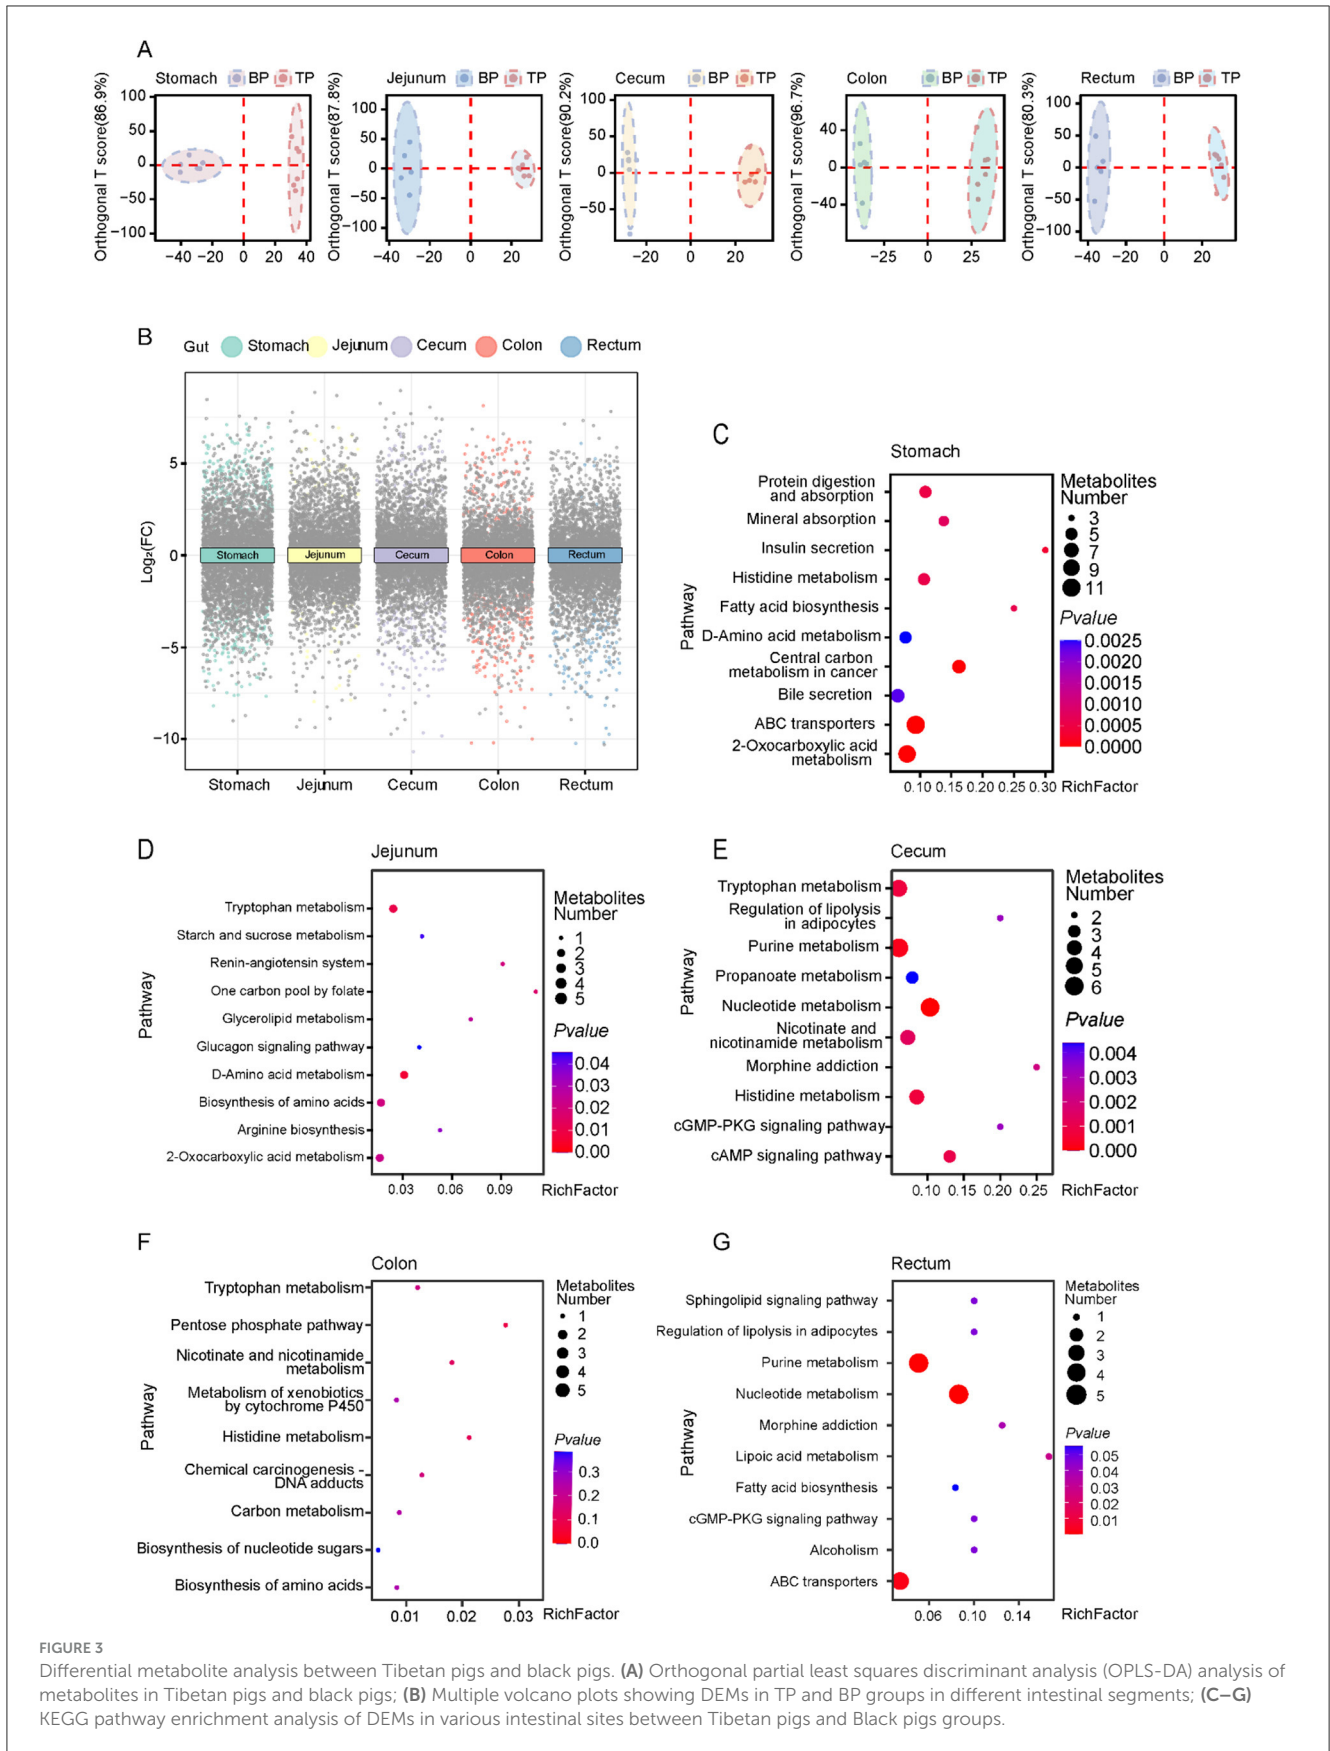 A
Stomach BP TP
Orthogonal T score(86.9%)
100
50
0
−50
−100
−40 −20 0 20 40
Jejunum BP TP
Orthogonal T score(87.8%)
100
50
0
−50
−100
−20 0 20
Cecum BP TP
Orthogonal T score(90.2%)
100
50
0
−50
−20 0 20
Colon BP TP
Orthogonal T score(96.7%)
40
0
−40
−25 0 25
Rectum BP TP
Orthogonal T score(80.3%)
100
50
0
−50
−100
−40 −20 0 20
B
Gut Stomach Jejunum Cecum Colon Rectum
Log₂(FC)
5
0
−5
−10
Stomach Jejunum Cecum Colon Rectum
Stomach Jejunum Cecum Colon Rectum
C
Stomach
Pathway
Protein digestion
and absorption
Mineral absorption
Insulin secretion
Histidine metabolism
Fatty acid biosynthesis
D-Amino acid metabolism
Central carbon
metabolism in cancer
Bile secretion
ABC transporters
2-Oxocarboxylic acid
metabolism
0.10 0.15 0.20 0.25 0.30 RichFactor
Metabolites
Number
3
5
7
9
11
Pvalue
0.0025
0.0020
0.0015
0.0010
0.0005
0.0000
D
Jejunum
Pathway
Tryptophan metabolism
Starch and sucrose metabolism
Renin-angiotensin system
One carbon pool by folate
Glycerolipid metabolism
Glucagon signaling pathway
D-Amino acid metabolism
Biosynthesis of amino acids
Arginine biosynthesis
2-Oxocarboxylic acid metabolism
0.03 0.06 0.09 RichFactor
Metabolites
Number
1
2
3
4
5
Pvalue
0.04
0.03
0.02
0.01
0.00
E
Cecum
Pathway
Tryptophan metabolism
Regulation of lipolysis
in adipocytes
Purine metabolism
Propanoate metabolism
Nucleotide metabolism
Nicotinate and
nicotinamide metabolism
Morphine addiction
Histidine metabolism
cGMP-PKG signaling pathway
cAMP signaling pathway
0.10 0.15 0.20 0.25 RichFactor
Metabolites
Number
2
3
4
5
6
Pvalue
0.004
0.003
0.002
0.001
0.000
F
Colon
Pathway
Tryptophan metabolism
Pentose phosphate pathway
Nicotinate and nicotinamide
metabolism
Metabolism of xenobiotics
by cytochrome P450
Histidine metabolism
Chemical carcinogenesis -
DNA adducts
Carbon metabolism
Biosynthesis of nucleotide sugars
Biosynthesis of amino acids
0.01 0.02 0.03 RichFactor
Metabolites
Number
1
2
3
4
5
Pvalue
0.3
0.2
0.1
0.0
G
Rectum
Pathway
Sphingolipid signaling pathway
Regulation of lipolysis in adipocytes
Purine metabolism
Nucleotide metabolism
Morphine addiction
Lipoic acid metabolism
Fatty acid biosynthesis
cGMP-PKG signaling pathway
Alcoholism
ABC transporters
0.06 0.10 0.14 RichFactor
Metabolites
Number
1
2
3
4
5
Pvalue
0.05
0.04
0.03
0.02
0.01
FIGURE 3
Differential metabolite analysis between Tibetan pigs and black pigs. (A) Orthogonal partial least squares discriminant analysis (OPLS-DA) analysis of
metabolites in Tibetan pigs and black pigs; (B) Multiple volcano plots showing DEMs in TP and BP groups in different intestinal segments; (C–G)
KEGG pathway enrichment analysis of DEMs in various intestinal sites between Tibetan pigs and Black pigs groups.